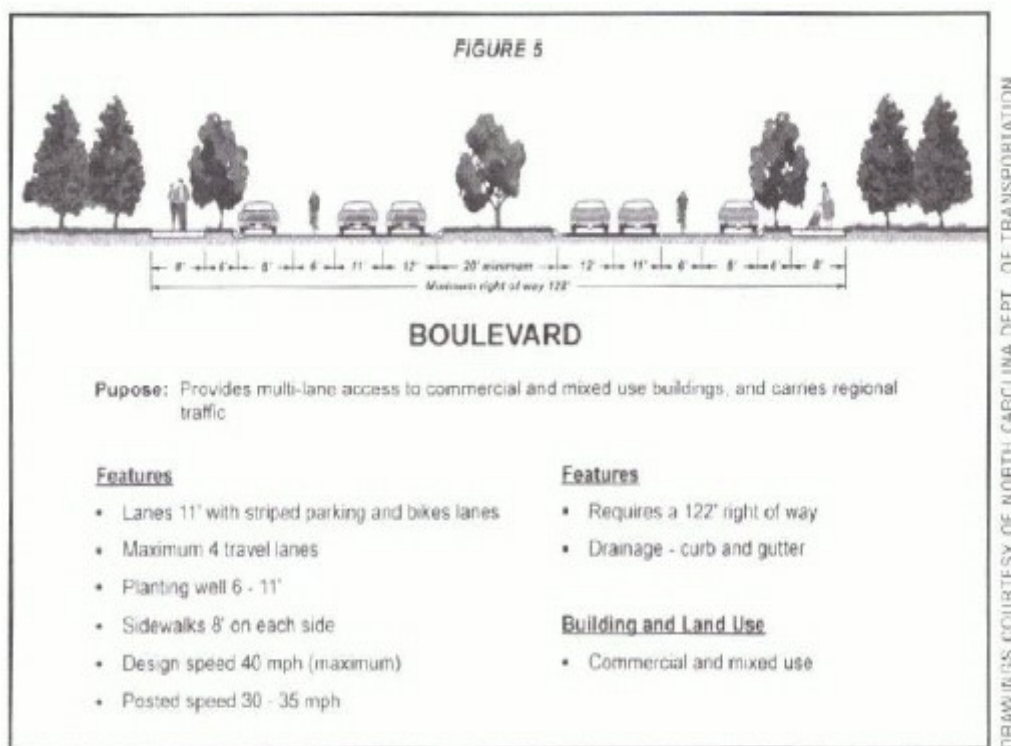 FIGURE 5
8' 6' 8' 6' 11' 12' 20' minimum 12' 11' 6' 8' 6' 8'
Minimum right of way 128'
BOULEVARD
Pupose: Provides multi-lane access to commercial and mixed use buildings, and carries regional
traffic
Features
• Lanes 11' with striped parking and bikes lanes
• Maximum 4 travel lanes
• Planting well 6 - 11'
• Sidewalks 8' on each side
• Design speed 40 mph (maximum)
• Posted speed 30 - 35 mph
Features
• Requires a 122' right of way
• Drainage - curb and gutter
Building and Land Use
• Commercial and mixed use
DRAWINGS COURTESY OF NORTH CAROLINA DEPT. OF TRANSPORTATION